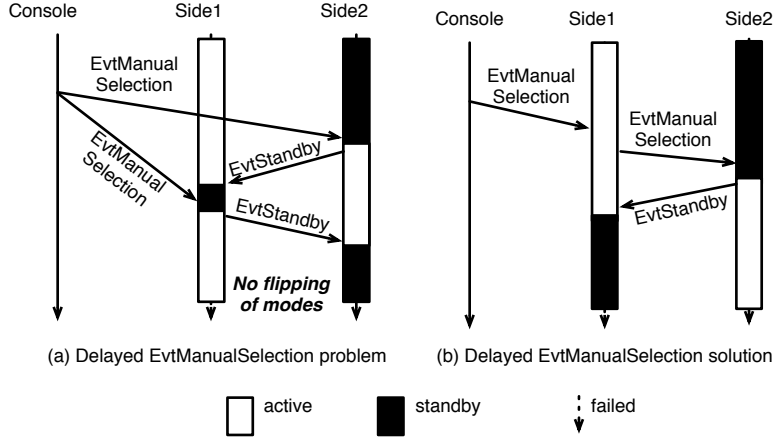 Console
Side1
Side2
EvtManual
Selection
EvtManual
Selection
EvtStandby
EvtStandby
No flipping
of modes
(a) Delayed EvtManualSelection problem
Console
Side1
Side2
EvtManual
Selection
EvtManual
Selection
EvtStandby
(b) Delayed EvtManualSelection solution
active
standby
failed